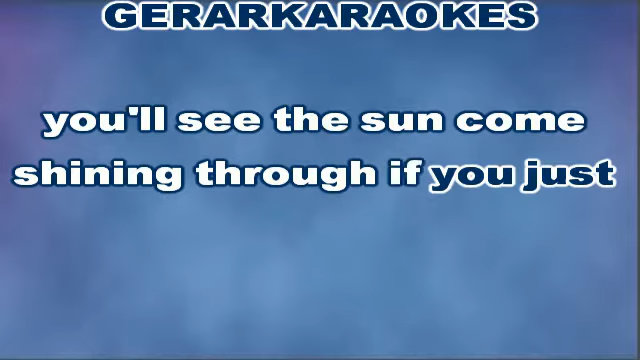 GERARKARAOKES
you'll see the sun come
shining through if you just